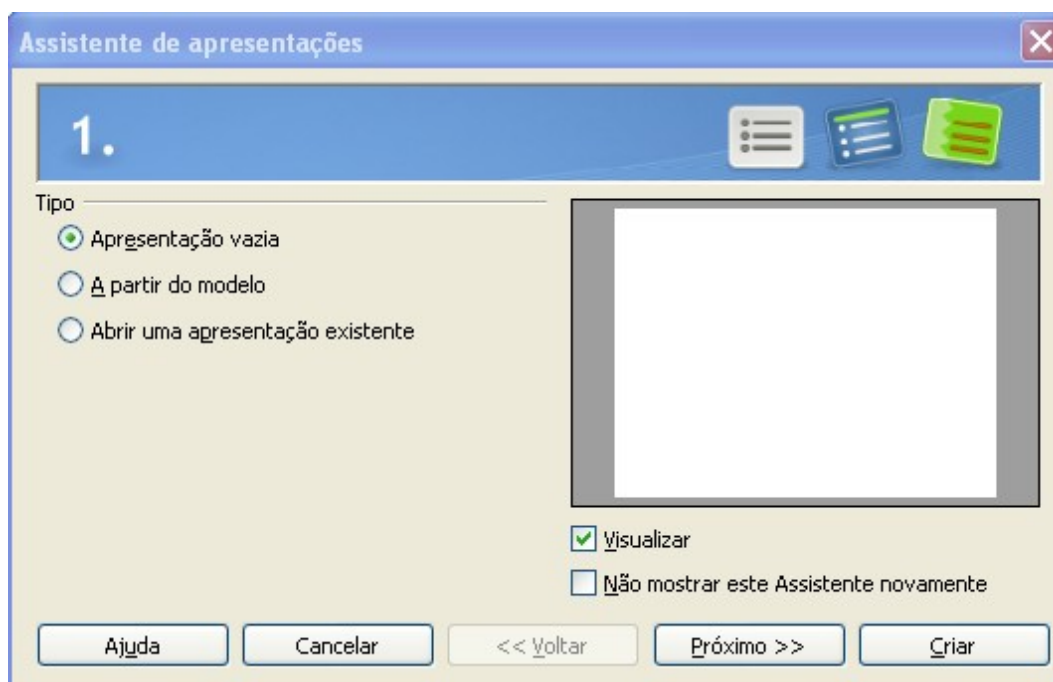 Assistente de apresentações
1.
Tipo
Apresentação vazia
A partir do modelo
Abrir uma apresentação existente
Visualizar
Não mostrar este Assistente novamente
Ajuda
Cancelar
<< Voltar
Próximo >>
Criar